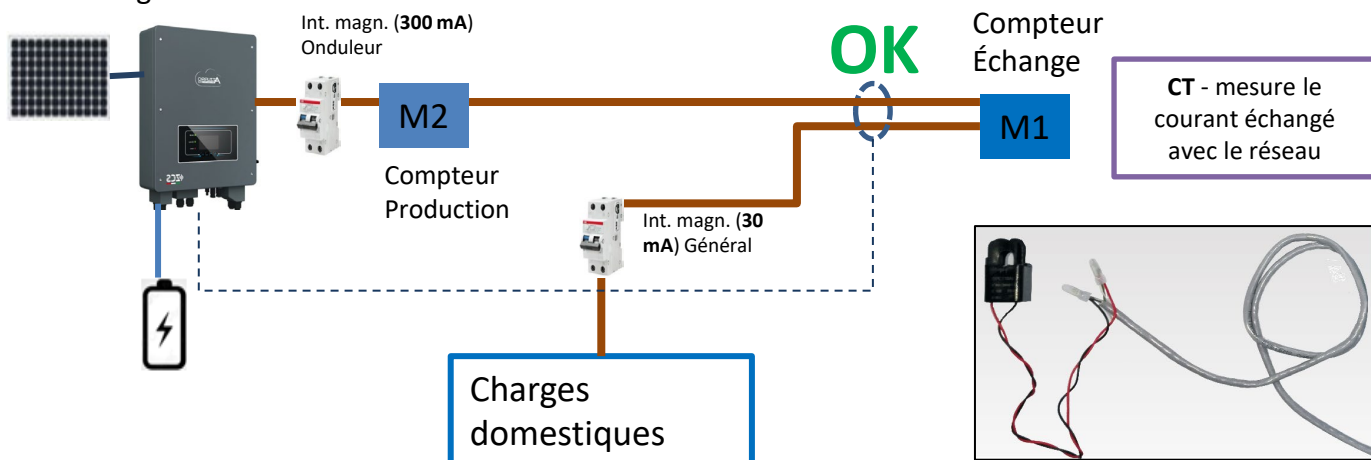 Int. magn. (300 mA)
Onduleur
OK
Compteur
Échange
CT - mesure le
courant échangé
avec le réseau
M2
M1
Compteur
Production
Int. magn. (30
mA) Général
Charges
domestiques